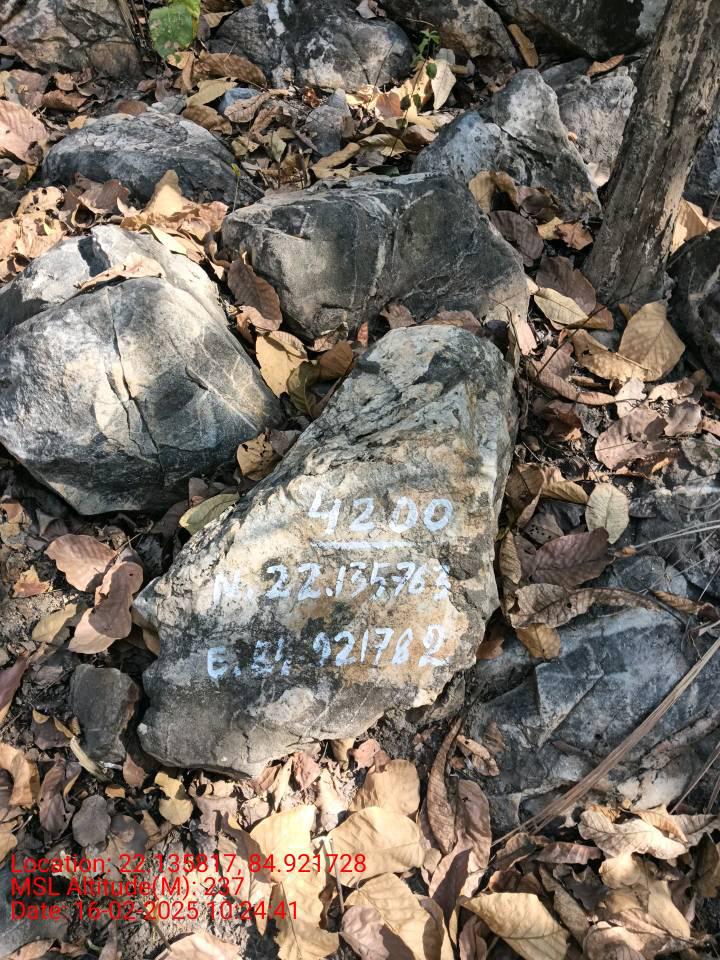 4200
N. 22.135763
E. 84.921782
Location: 22.135817, 84.921728
MSL Altitude(M): 237
Date: 16-02-2025 10:24:41